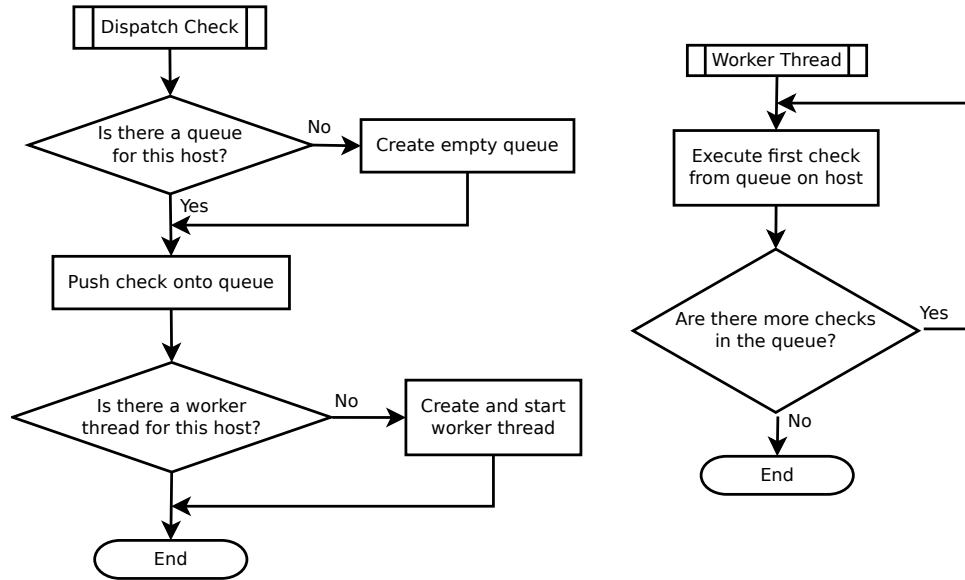 Dispatch Check
Is there a queue
for this host?
No
Create empty queue
Yes
Push check onto queue
Is there a worker
thread for this host?
No
Create and start
worker thread
End
Worker Thread
Execute first check
from queue on host
Are there more checks
in the queue?
Yes
No
End